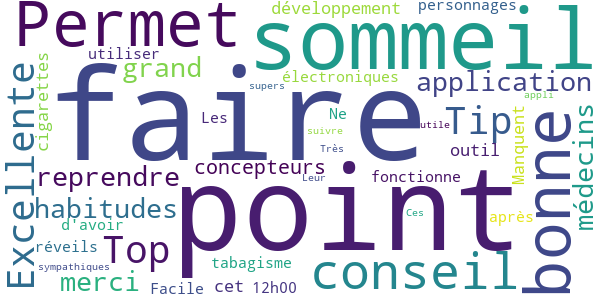 Permet
développement
personnages
sommeil
utiliser
grand
électroniques
application
cigarettes
Excellente
faire
supers
appli
Les
Ne
Tip
utile
suivre
Manquent
bonne
médecins
Très
outil
concepteurs
reprendre
point
fonctionne
Leur
habitudes
d'avoir
Ces
après
réveils
Top
tabagisme
conseil
sympathiques
merci
Facile
cet
12h00